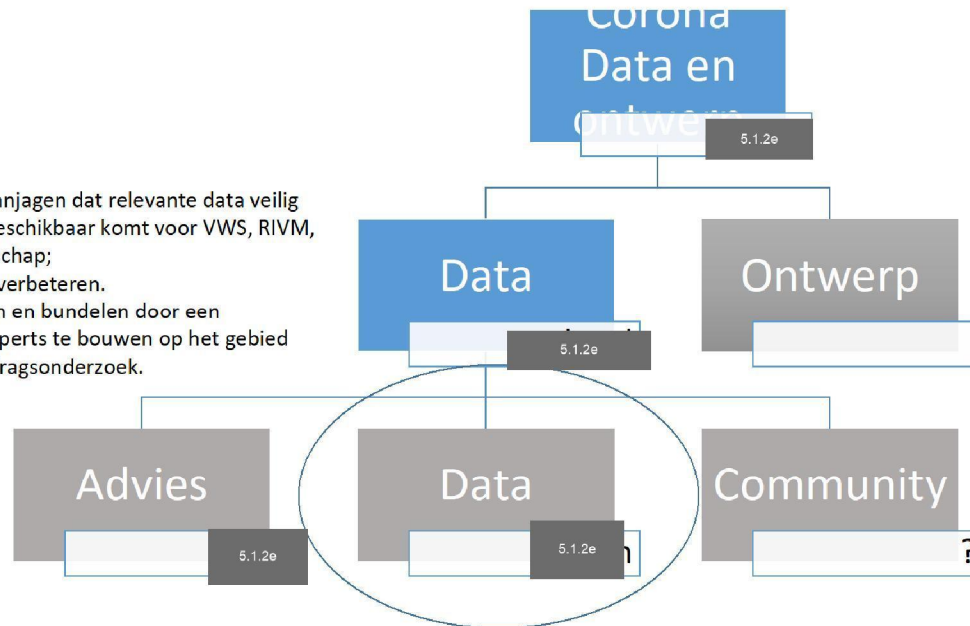 Corona
Data en
ontwerp
5.1.2e
anjagen dat relevante data veilig
eschikbaar komt voor VWS, RIVM,
schap;
verbeteren.
n en bundelen door een
perts te bouwen op het gebied
ragsonderzoek.
Data
5.1.2e
Ontwerp
Advies
5.1.2e
Data
5.1.2e
n
Community
?